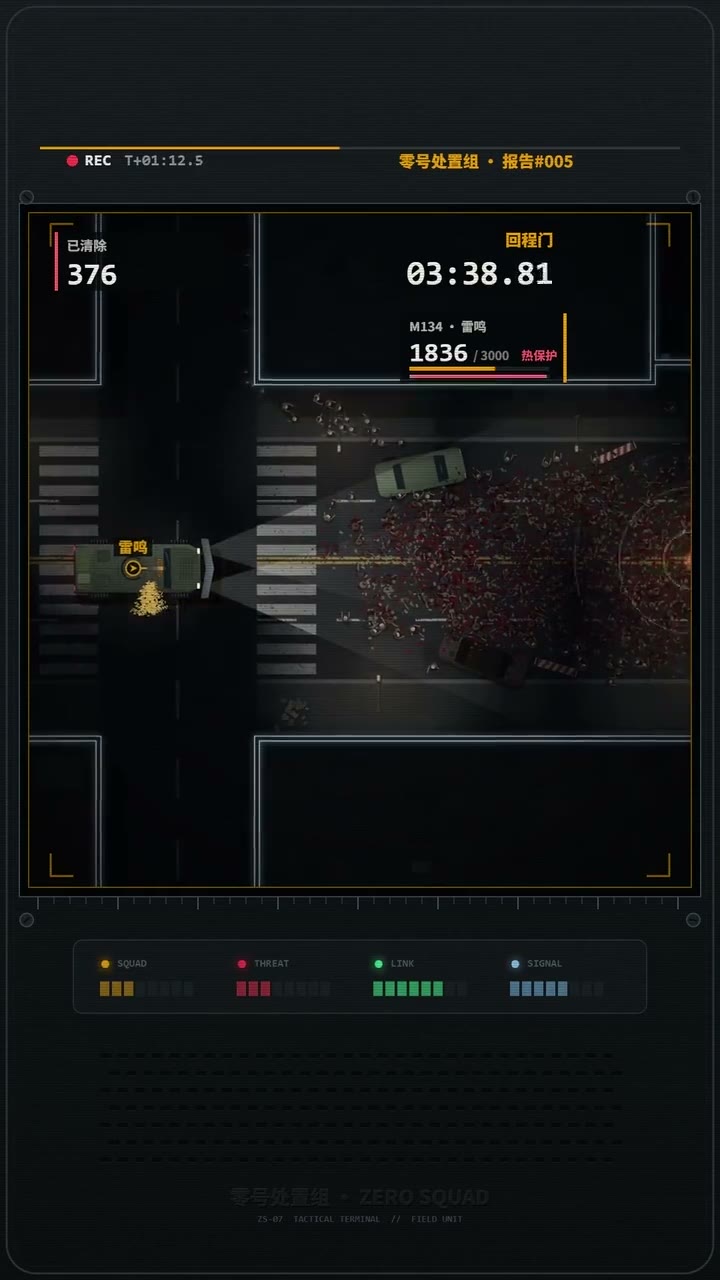 REC T+01:12.5
零号处置组 • 报告#005
已清除
376
回程门
03:38.81
M134 • 雷鸣
1836 / 3000 热保护
雷鸣
SQUAD
THREAT
LINK
SIGNAL
零号处置组 • ZERO SQUAD
ZS-07 TACTICAL TERMINAL // FIELD UNIT